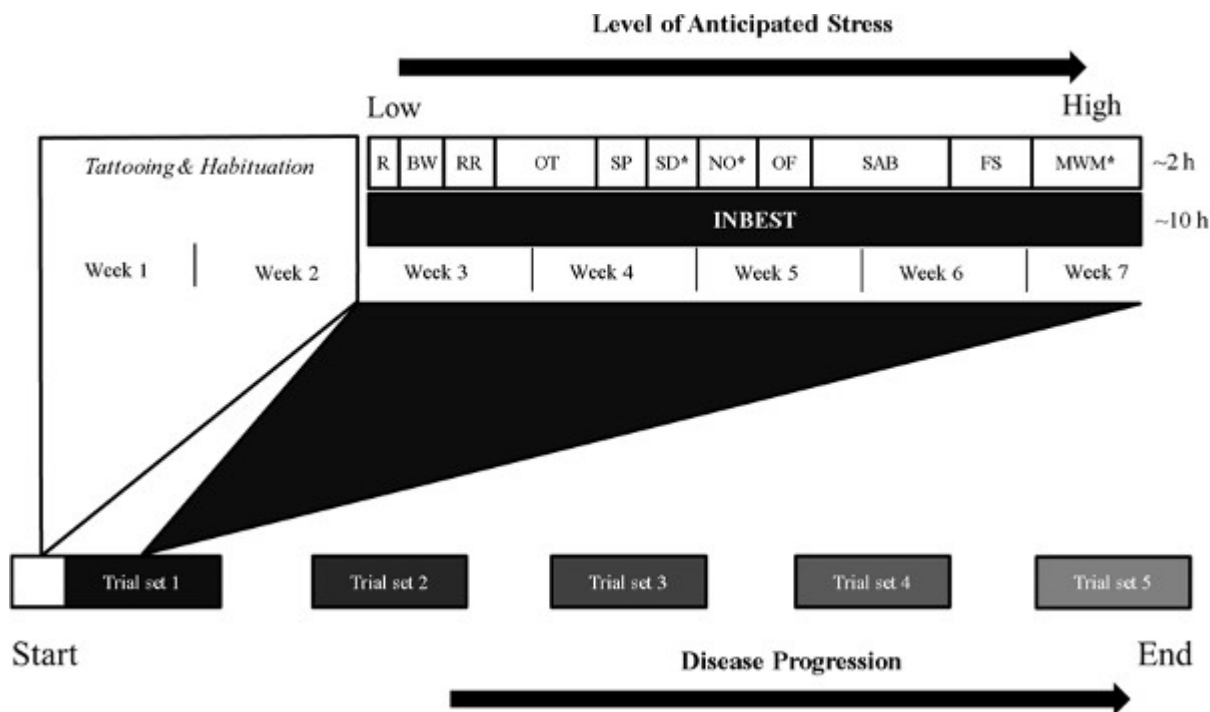 Level of Anticipated Stress
Low High
Tattooing & Habituation
R BW RR OT SP SD* NO* OF SAB FS MWM* ~2 h
INBEST ~10 h
Week 1 Week 2 Week 3 Week 4 Week 5 Week 6 Week 7
Trial set 1 Trial set 2 Trial set 3 Trial set 4 Trial set 5
Start End
Disease Progression